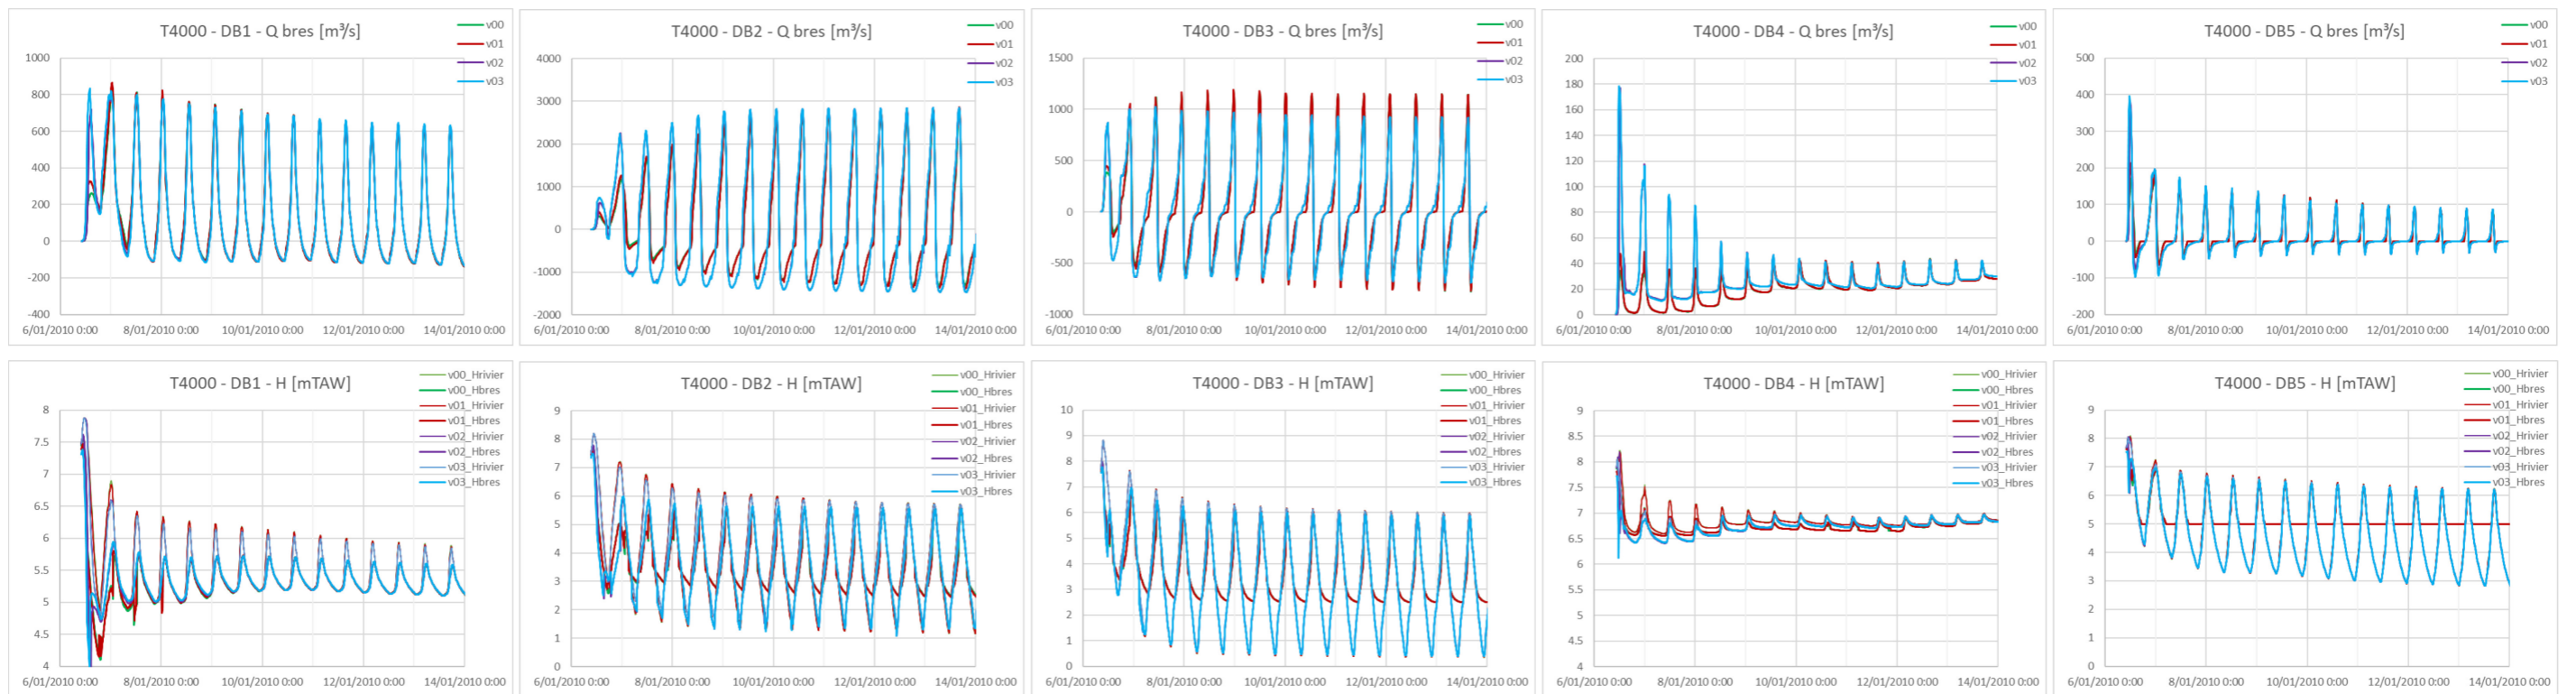 T4000 - DB1 - Q bres [m³/s]
v00
v01
v02
v03
1000
800
600
400
200
0
-200
-400
6/01/2010 0:00 8/01/2010 0:00 10/01/2010 0:00 12/01/2010 0:00 14/01/2010 0:00
T4000 - DB2 - Q bres [m³/s]
v00
v01
v02
v03
4000
3000
2000
1000
0
-1000
-2000
6/01/2010 0:00 8/01/2010 0:00 10/01/2010 0:00 12/01/2010 0:00 14/01/2010 0:00
T4000 - DB3 - Q bres [m³/s]
v00
v01
v02
v03
1500
1000
500
0
-500
-1000
6/01/2010 0:00 8/01/2010 0:00 10/01/2010 0:00 12/01/2010 0:00 14/01/2010 0:00
T4000 - DB4 - Q bres [m³/s]
v00
v01
v02
v03
200
180
160
140
120
100
80
60
40
20
0
6/01/2010 0:00 8/01/2010 0:00 10/01/2010 0:00 12/01/2010 0:00 14/01/2010 0:00
T4000 - DB5 - Q bres [m³/s]
v00
v01
v02
v03
500
400
300
200
100
0
-100
-200
6/01/2010 0:00 8/01/2010 0:00 10/01/2010 0:00 12/01/2010 0:00 14/01/2010 0:00
T4000 - DB1 - H [mTAW]
v00_Hrivier
v00_Hbres
v01_Hrivier
v01_Hbres
v02_Hrivier
v02_Hbres
v03_Hrivier
v03_Hbres
8
7.5
7
6.5
6
5.5
5
4.5
4
6/01/2010 0:00 8/01/2010 0:00 10/01/2010 0:00 12/01/2010 0:00 14/01/2010 0:00
T4000 - DB2 - H [mTAW]
v00_Hrivier
v00_Hbres
v01_Hrivier
v01_Hbres
v02_Hrivier
v02_Hbres
v03_Hrivier
v03_Hbres
9
8
7
6
5
4
3
2
1
0
6/01/2010 0:00 8/01/2010 0:00 10/01/2010 0:00 12/01/2010 0:00 14/01/2010 0:00
T4000 - DB3 - H [mTAW]
v00_Hrivier
v00_Hbres
v01_Hrivier
v01_Hbres
v02_Hrivier
v02_Hbres
v03_Hrivier
v03_Hbres
10
9
8
7
6
5
4
3
2
1
0
6/01/2010 0:00 8/01/2010 0:00 10/01/2010 0:00 12/01/2010 0:00 14/01/2010 0:00
T4000 - DB4 - H [mTAW]
v00_Hrivier
v00_Hbres
v01_Hrivier
v01_Hbres
v02_Hrivier
v02_Hbres
v03_Hrivier
v03_Hbres
9
8.5
8
7.5
7
6.5
6
5.5
5
4.5
4
6/01/2010 0:00 8/01/2010 0:00 10/01/2010 0:00 12/01/2010 0:00 14/01/2010 0:00
T4000 - DB5 - H [mTAW]
v00_Hrivier
v00_Hbres
v01_Hrivier
v01_Hbres
v02_Hrivier
v02_Hbres
v03_Hrivier
v03_Hbres
9
8
7
6
5
4
3
2
1
0
6/01/2010 0:00 8/01/2010 0:00 10/01/2010 0:00 12/01/2010 0:00 14/01/2010 0:00